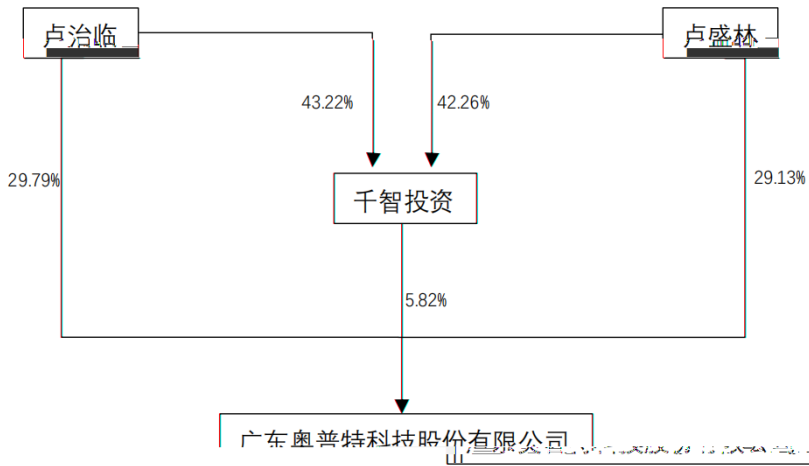 卢治临
卢盛林
43.22%
42.26%
29.79%
29.13%
千智投资
5.82%
广东奥普特科技股份有限公司